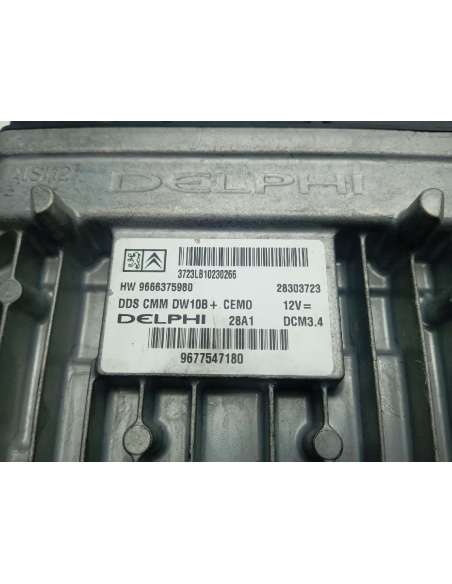 DELPHI
3723LB10230266
HW 9666375980 28303723
DDS CMM DW10B+ CEMO 12V=
DELPHI 28A1 DCM3.4
9677547180